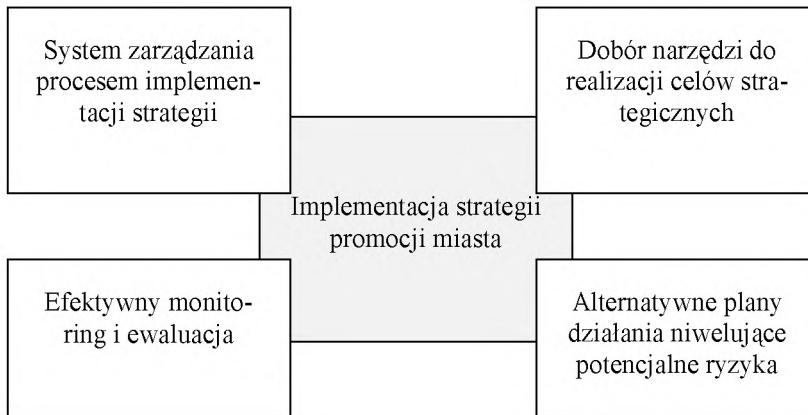 System zarządzania
procesem implemen-
tacji strategii
Dobór narzędzi do
realizacji celów stra-
tegicznych
Implementacja strategii
promocji miasta
Efektywny monito-
ring i ewaluacja
Alternatywne plany
działania niwelujące
potencjalne ryzyka